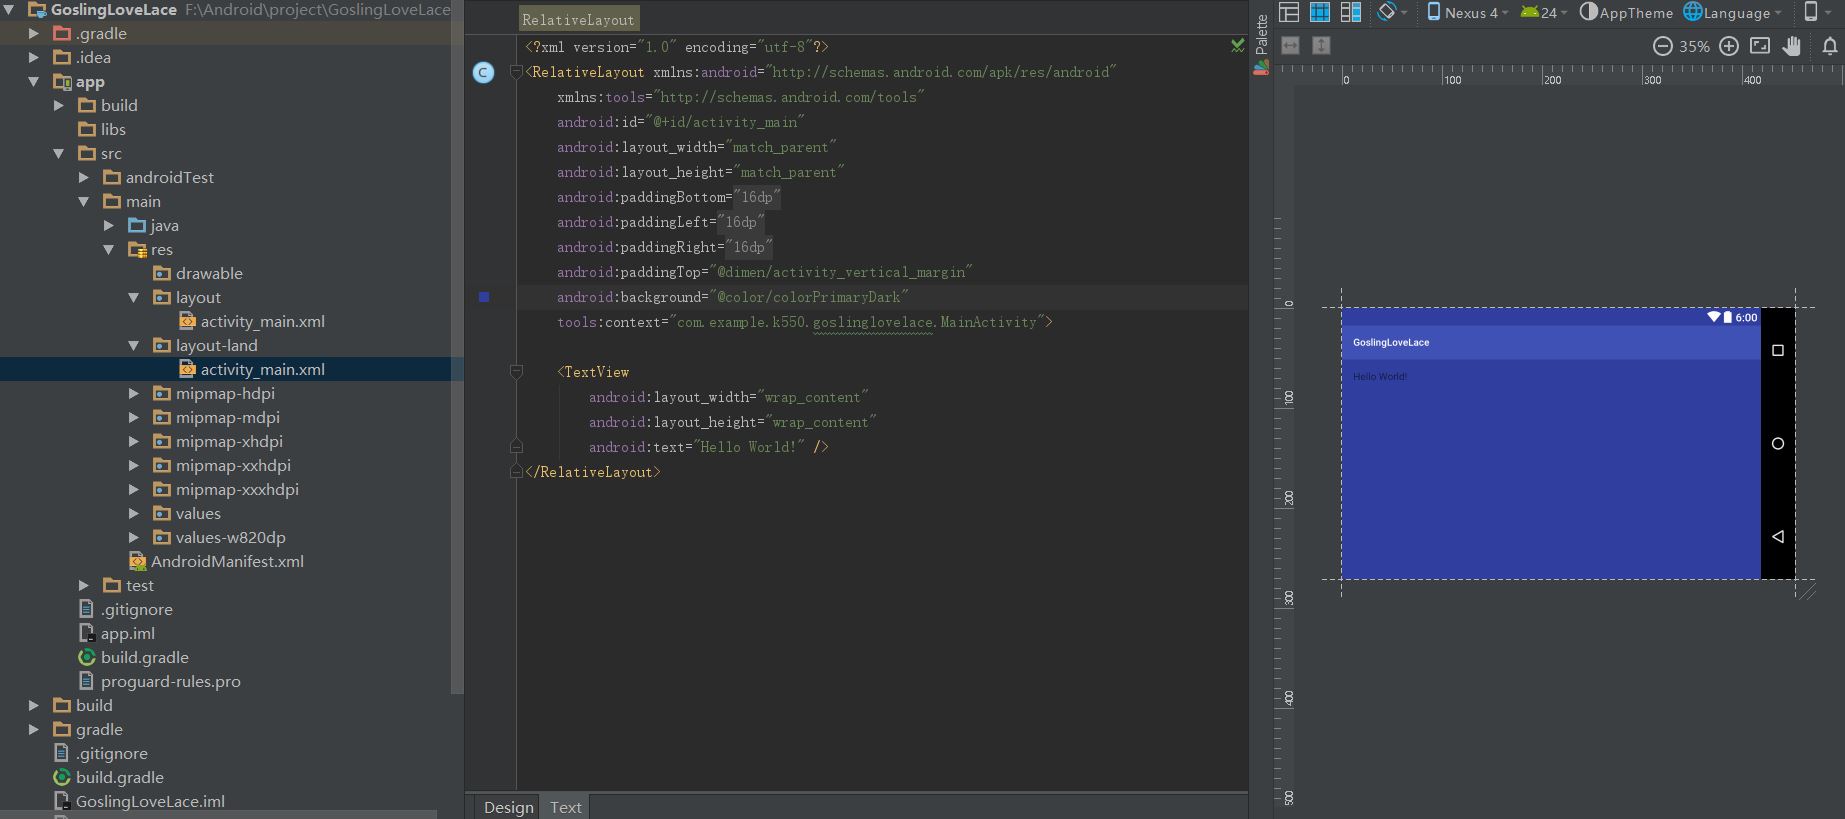 GoslingLoveLace F:\Android\project\GoslingLoveLace
.gradle
.idea
app
build
libs
src
androidTest
main
java
res
drawable
layout
activity_main.xml
layout-land
activity_main.xml
mipmap-hdpi
mipmap-mdpi
mipmap-xhdpi
mipmap-xxhdpi
mipmap-xxxhdpi
values
values-w820dp
AndroidManifest.xml
test
.gitignore
app.iml
build.gradle
proguard-rules.pro
build
gradle
.gitignore
build.gradle
GoslingLoveLace.iml
RelativeLayout
C
<?xml version="1.0" encoding="utf-8"?>
<RelativeLayout xmlns:android="http://schemas.android.com/apk/res/android"
xmlns:tools="http://schemas.android.com/tools"
android:id="@+id/activity_main"
android:layout_width="match_parent"
android:layout_height="match_parent"
android:paddingBottom="16dp"
android:paddingLeft="16dp"
android:paddingRight="16dp"
android:paddingTop="@dimen/activity_vertical_margin"
android:background="@color/colorPrimaryDark"
tools:context="com.example.k550.goslinglovelace.MainActivity">
<TextView
android:layout_width="wrap_content"
android:layout_height="wrap_content"
android:text="Hello World!" />
</RelativeLayout>
Design Text
Palette
Nexus 4 24 AppTheme Language
35%
0 100 200 300 400
0
100
200
300
400
500
6:00
GoslingLoveLace
Hello World!